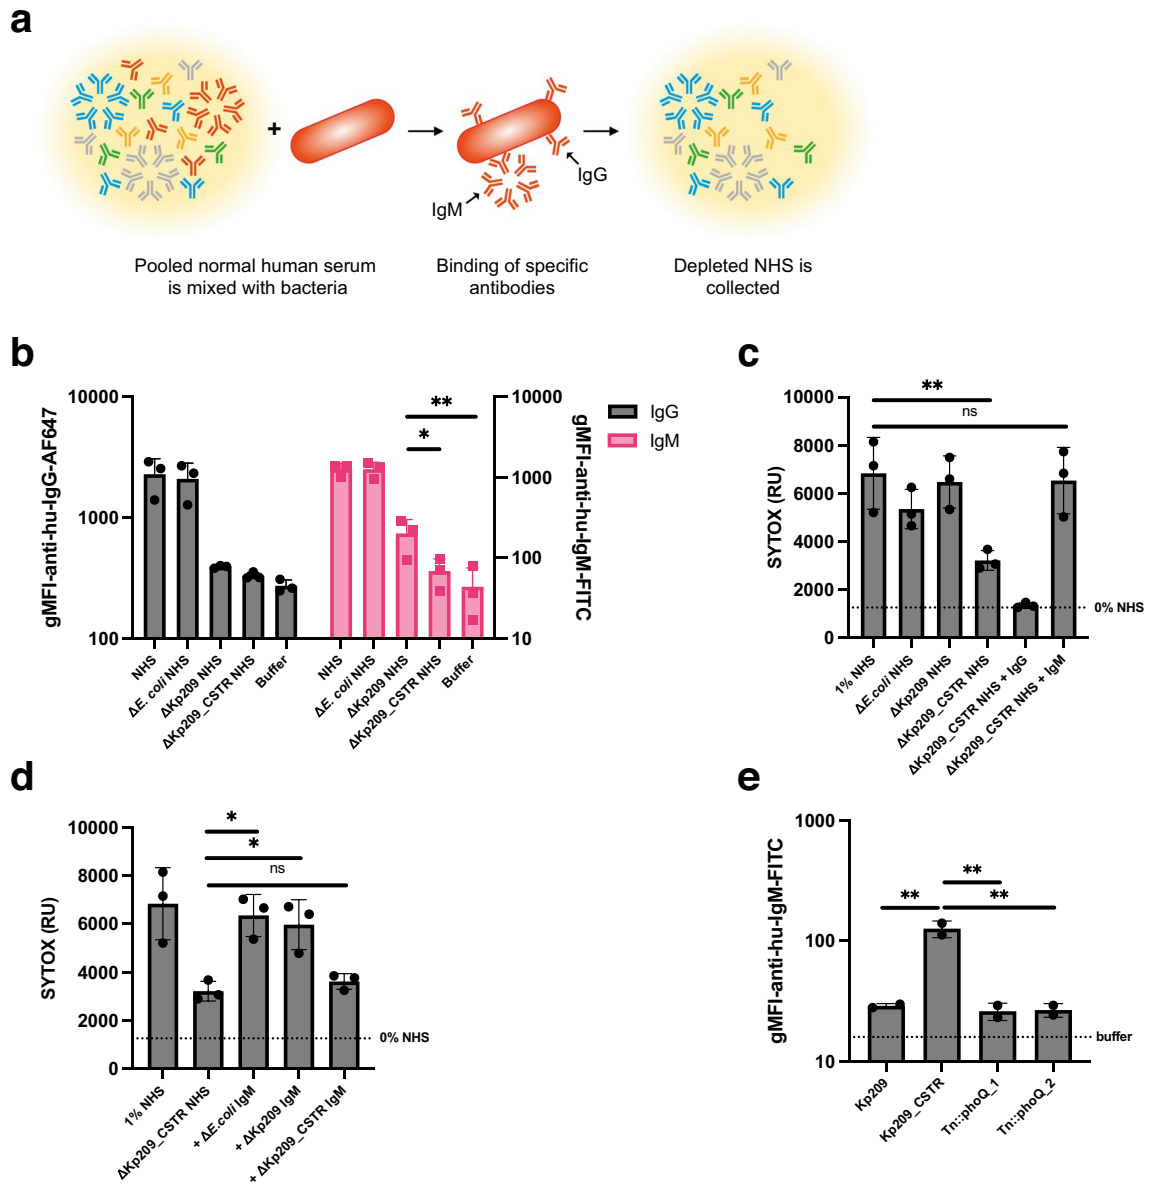 a
+
IgG
IgM
Pooled normal human serum
is mixed with bacteria
Binding of specific
antibodies
Depleted NHS is
collected
b
gMFI-anti-hu-IgG-AF647
10000
1000
100
NHS
ΔE. coli NHS
ΔKp209 NHS
ΔKp209_CSTR NHS
Buffer
NHS
ΔE. coli NHS
ΔKp209 NHS
ΔKp209_CSTR NHS
Buffer
**
*
10000
1000
100
10
gMFI-anti-hu-IgM-FITC
IgG
IgM
c
SYTOX (RU)
10000
8000
6000
4000
2000
0
**
ns
0% NHS
1% NHS
ΔE.coli NHS
ΔKp209 NHS
ΔKp209_CSTR NHS
ΔKp209_CSTR NHS + IgG
ΔKp209_CSTR NHS + IgM
d
SYTOX (RU)
10000
8000
6000
4000
2000
0
*
*
ns
0% NHS
1% NHS
ΔKp209_CSTR NHS
+ ΔE.coli IgM
+ ΔKp209 IgM
+ ΔKp209_CSTR IgM
e
gMFI-anti-hu-IgM-FITC
1000
100
10
**
**
**
buffer
Kp209
Kp209_CSTR
Tn::phoQ_1
Tn::phoQ_2